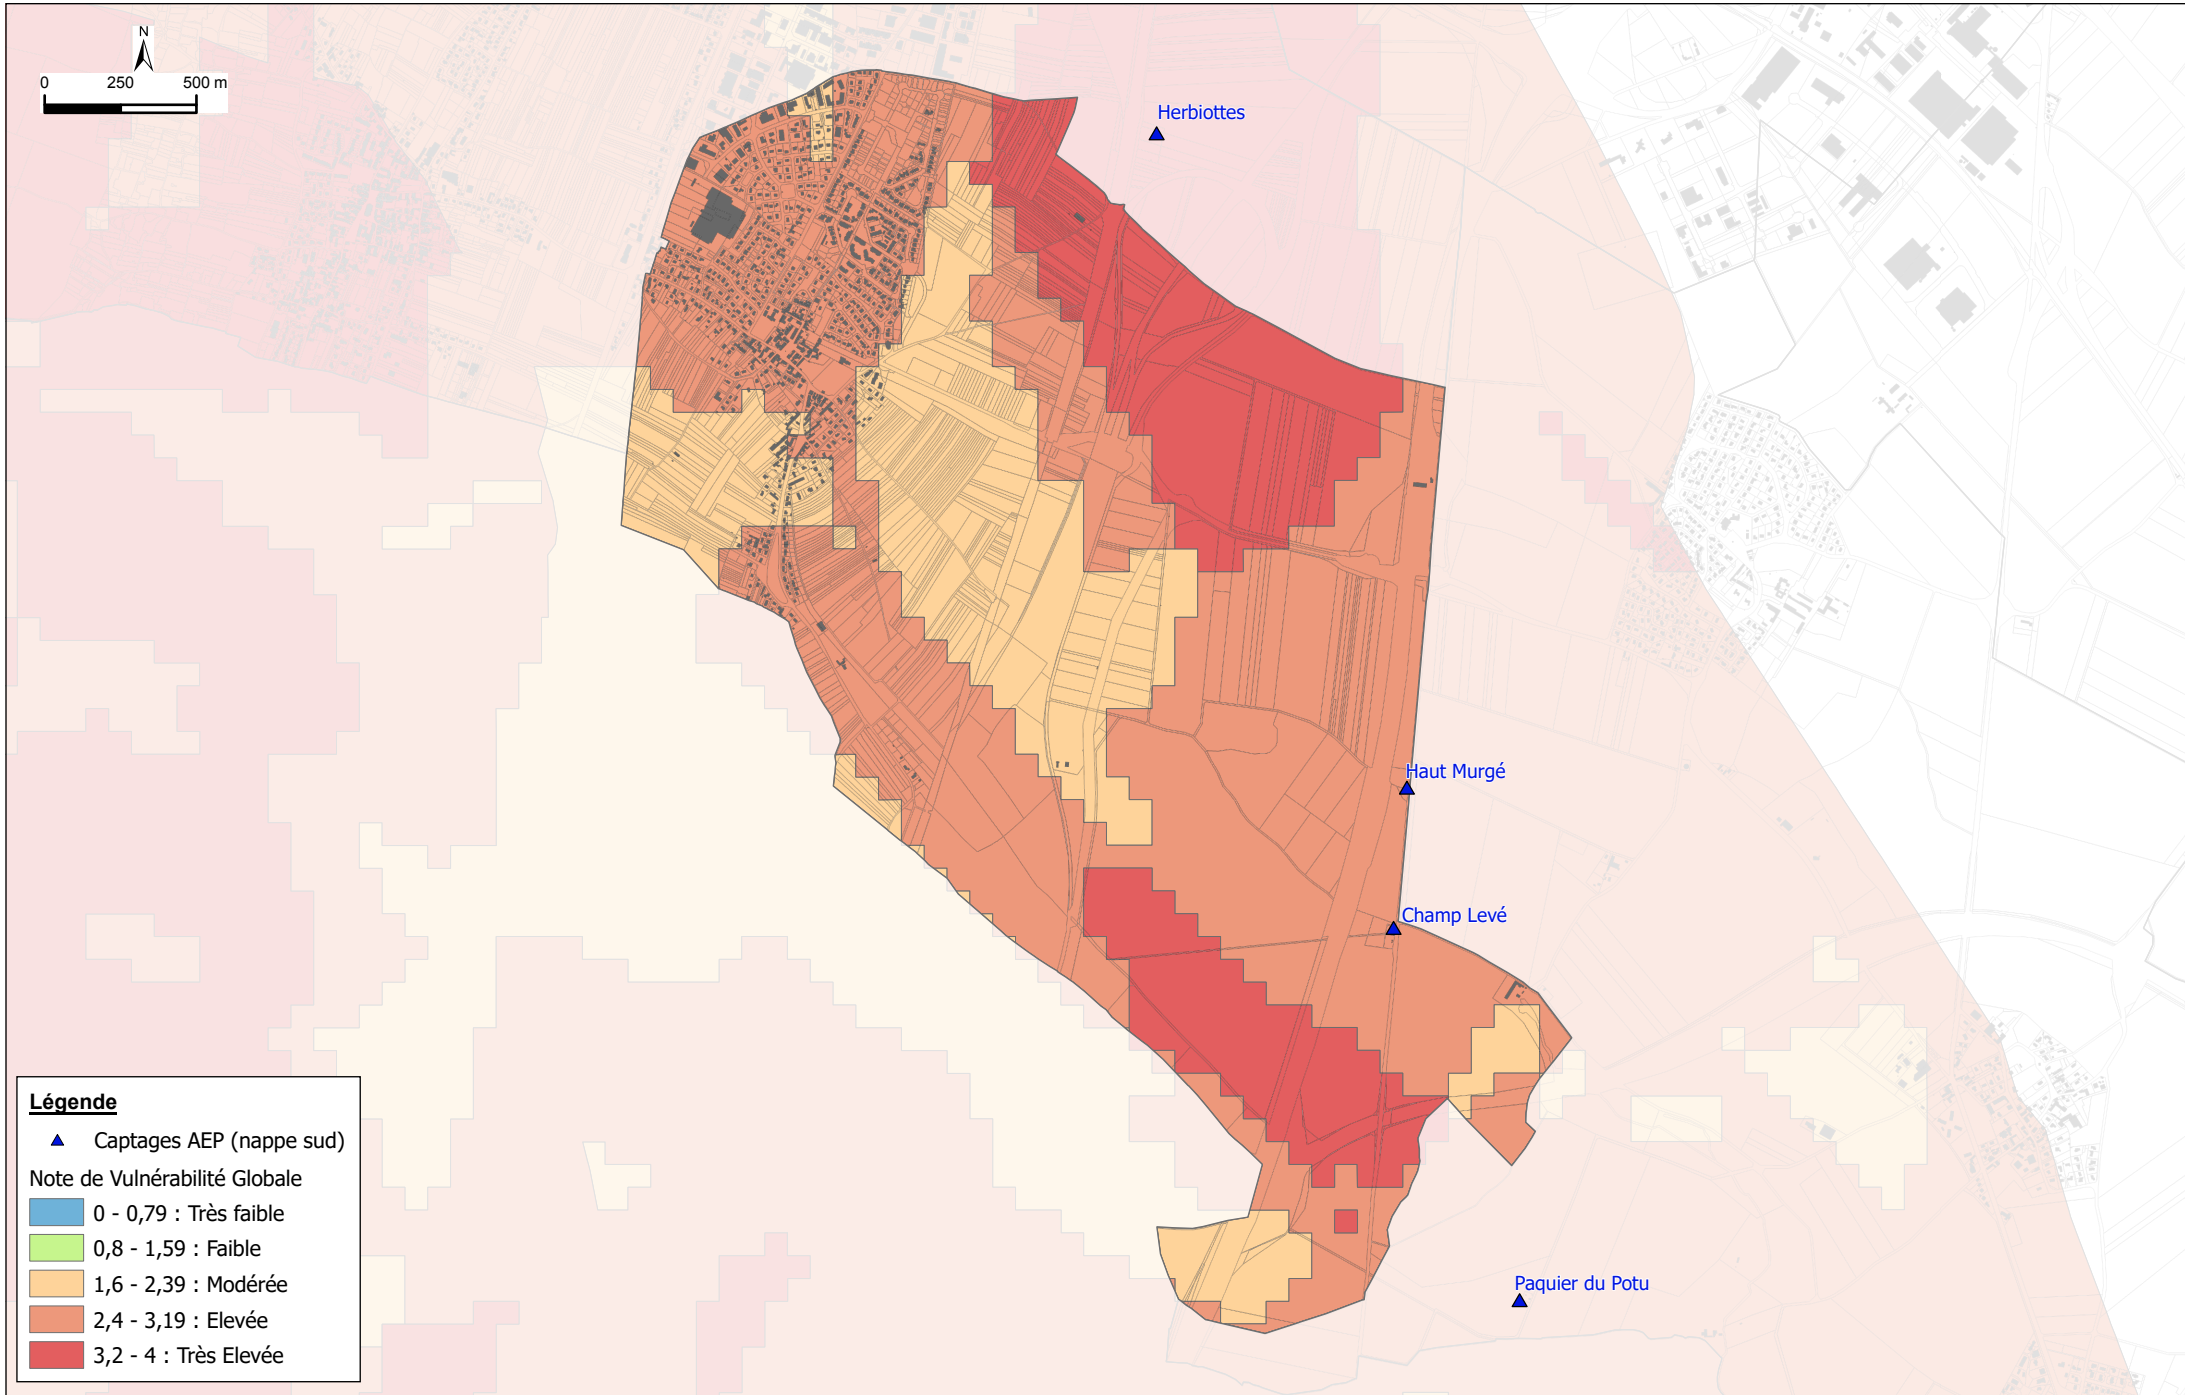 N
0 250 500 m
Herbiottes
Haut Murgé
Champ Levé
Paquier du Potu
Légende
Captages AEP (nappe sud)
Note de Vulnérabilité Globale
0 - 0,79 : Très faible
0,8 - 1,59 : Faible
1,6 - 2,39 : Modérée
2,4 - 3,19 : Elevée
3,2 - 4 : Très Elevée